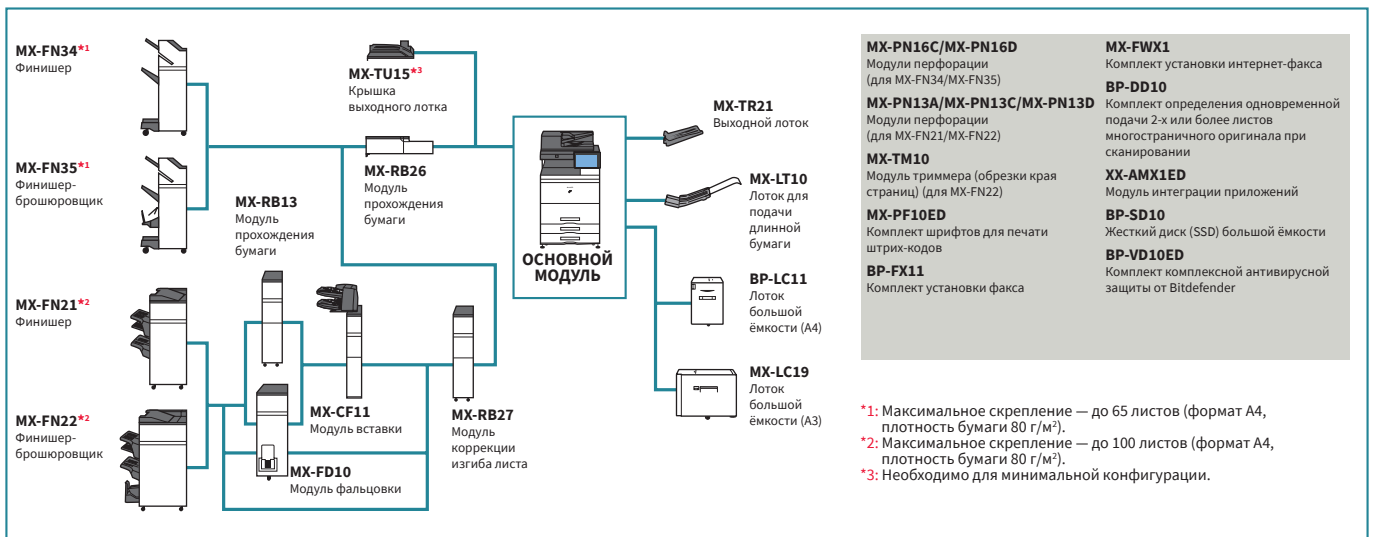 MX-FN34*1
Финишер
MX-TU15*3
Крышка
выходного лотка
MX-TR21
Выходной лоток
MX-FN35*1
Финишер-
брошюровщик
MX-RB26
Модуль
прохождения
бумаги
MX-RB13
Модуль
прохождения
бумаги
MX-LT10
Лоток для
подачи
длинной
бумаги
ОСНОВНОЙ
МОДУЛЬ
MX-FN21*2
Финишер
BP-LC11
Лоток
большой
ёмкости (A4)
MX-FN22*2
Финишер-
брошюровщик
MX-CF11
Модуль вставки
MX-FD10
Модуль фальцовки
MX-RB27
Модуль
коррекции
изгиба листа
MX-LC19
Лоток
большой
ёмкости (A3)
MX-PN16C/MX-PN16D
Модули перфорации
(для MX-FN34/MX-FN35)
MX-PN13A/MX-PN13C/MX-PN13D
Модули перфорации
(для MX-FN21/MX-FN22)
MX-TM10
Модуль триммера (обрезки края
страниц) (для MX-FN22)
MX-PF10ED
Комплект шрифтов для печати
штрих-кодов
BP-FX11
Комплект установки факса
MX-FWX1
Комплект установки интернет-факса
BP-DD10
Комплект определения одновременной
подачи 2-х или более листов
многостраничного оригинала при
сканировании
XX-AMX1ED
Модуль интеграции приложений
BP-SD10
Жесткий диск (SSD) большой ёмкости
BP-VD10ED
Комплект комплексной антивирусной
защиты от Bitdefender
*1: Максимальное скрепление — до 65 листов (формат A4,
плотность бумаги 80 г/м²).
*2: Максимальное скрепление — до 100 листов (формат A4,
плотность бумаги 80 г/м²).
*3: Необходимо для минимальной конфигурации.